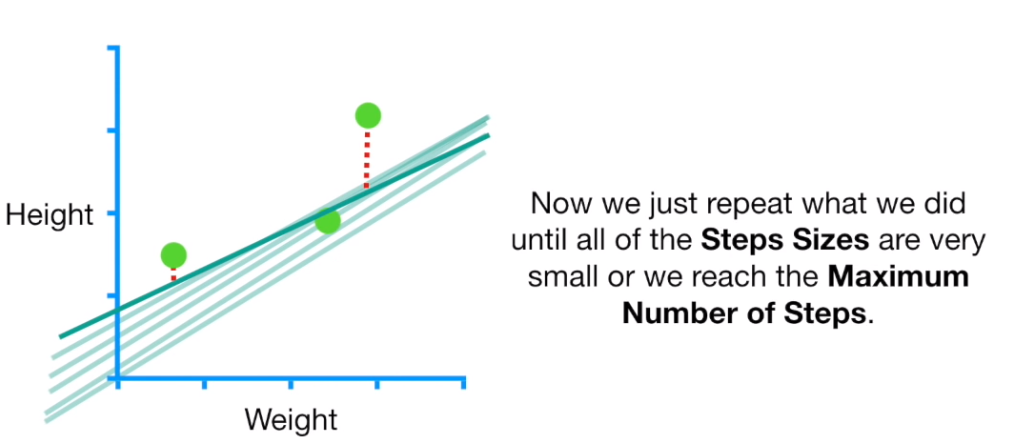 Height
Now we just repeat what we did
until all of the Steps Sizes are very
small or we reach the Maximum
Number of Steps.
Weight